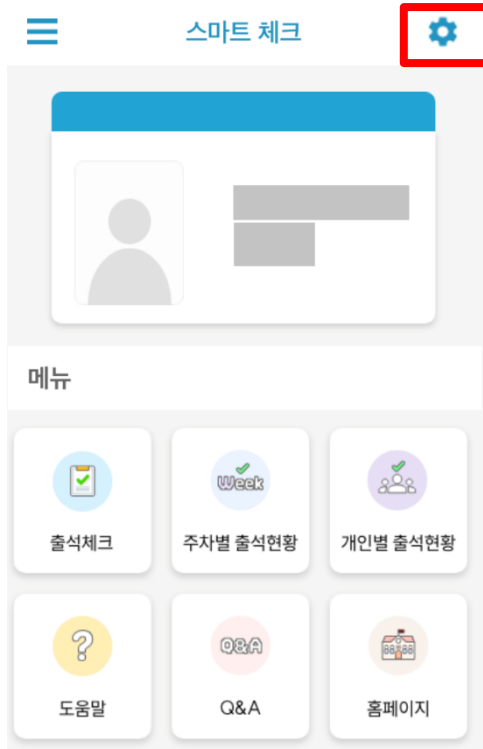 스마트 체크
메뉴
Week
출석체크
주차별 출석현황
개인별 출석현황
Q&A
도움말
Q&A
홈페이지